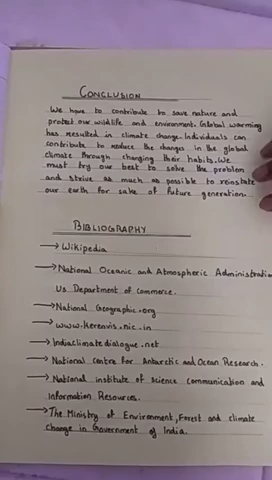 CONCLUSION
We have to contribute to save nature and
protect our wildlife and environment. Global warming
has resulted in climate change. Individuals can
contribute to reduce the changes in the global
climate through changing their habits. We
must try our best to solve the problem
and strive as much as possible to reinstate
our earth for sake of future generation.
BIBLIOGRAPHY
→ Wikipedia
→ National Oceanic and Atmospheric Administration
Us Department of commerce.
→ National Geographic.org
→ www.kerenvis.nic.in
→ Indiaclimatedialogue.net
→ National centre for Antarctic and Ocean Research.
→ National institute of science communication and
Information Resources.
→ The Ministry of Environment, Forest and climate
change in Government of India.